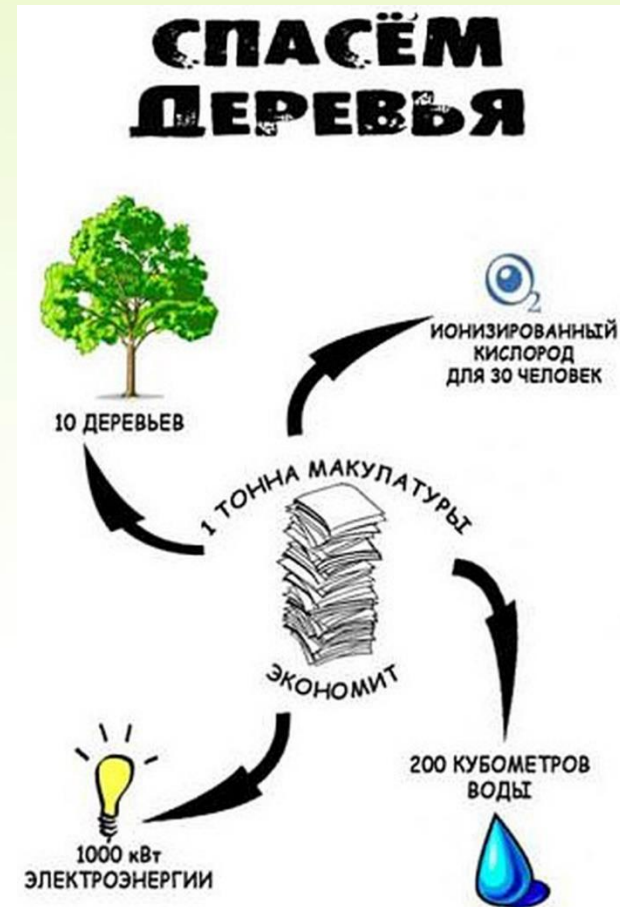 СПАСЁМ
ДЕРЕВЬЯ
O2
ИОНИЗИРОВАННЫЙ
КИСЛОРОД
ДЛЯ 30 ЧЕЛОВЕК
10 ДЕРЕВЬЕВ
1 ТОННА МАКУЛАТУРЫ
ЭКОНОМИТ
200 КУБОМЕТРОВ
ВОДЫ
1000 кВт
ЭЛЕКТРОЭНЕРГИИ